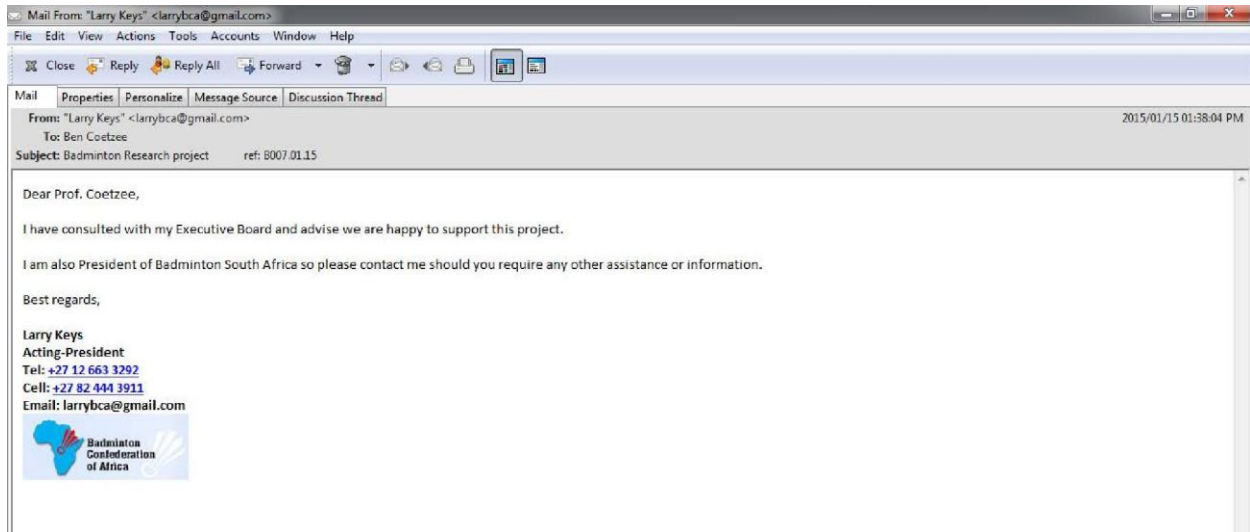 Mail From: "Larry Keys" <larrybca@gmail.com>
File Edit View Actions Tools Accounts Window Help
Close Reply Reply All Forward
Mail Properties Personalize Message Source Discussion Thread
From: "Larry Keys" <larrybca@gmail.com> 2015/01/15 01:38:04 PM
To: Ben Coetzee
Subject: Badminton Research project ref: B007.01.15
Dear Prof. Coetzee,
I have consulted with my Executive Board and advise we are happy to support this project.
I am also President of Badminton South Africa so please contact me should you require any other assistance or information.
Best regards,
Larry Keys
Acting-President
Tel: +27 12 663 3292
Cell: +27 82 444 3911
Email: larrybca@gmail.com
Badminton
Confederation
of Africa